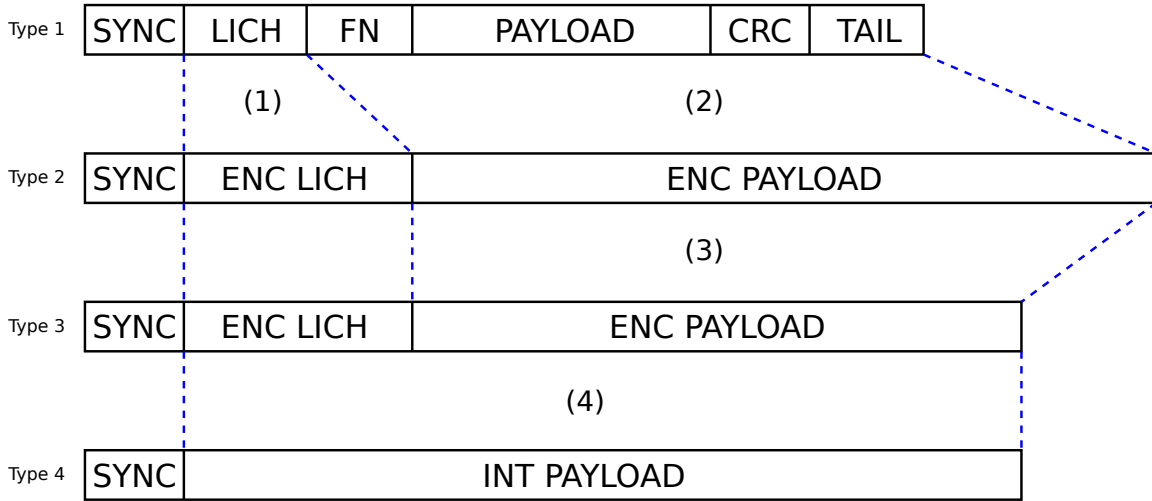 Type 1 SYNC LICH FN PAYLOAD CRC TAIL
(1) (2)
Type 2 SYNC ENC LICH ENC PAYLOAD
(3)
Type 3 SYNC ENC LICH ENC PAYLOAD
(4)
Type 4 SYNC INT PAYLOAD